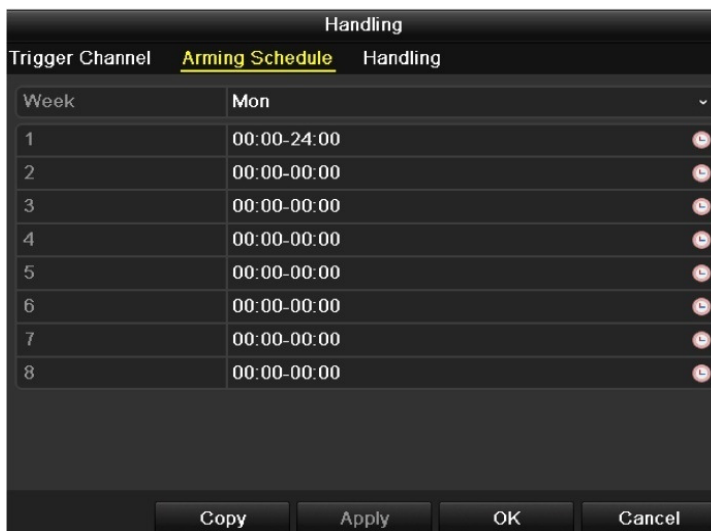 Handling
Trigger Channel Arming Schedule Handling
Week Mon
1 00:00-24:00
2 00:00-00:00
3 00:00-00:00
4 00:00-00:00
5 00:00-00:00
6 00:00-00:00
7 00:00-00:00
8 00:00-00:00
Copy Apply OK Cancel